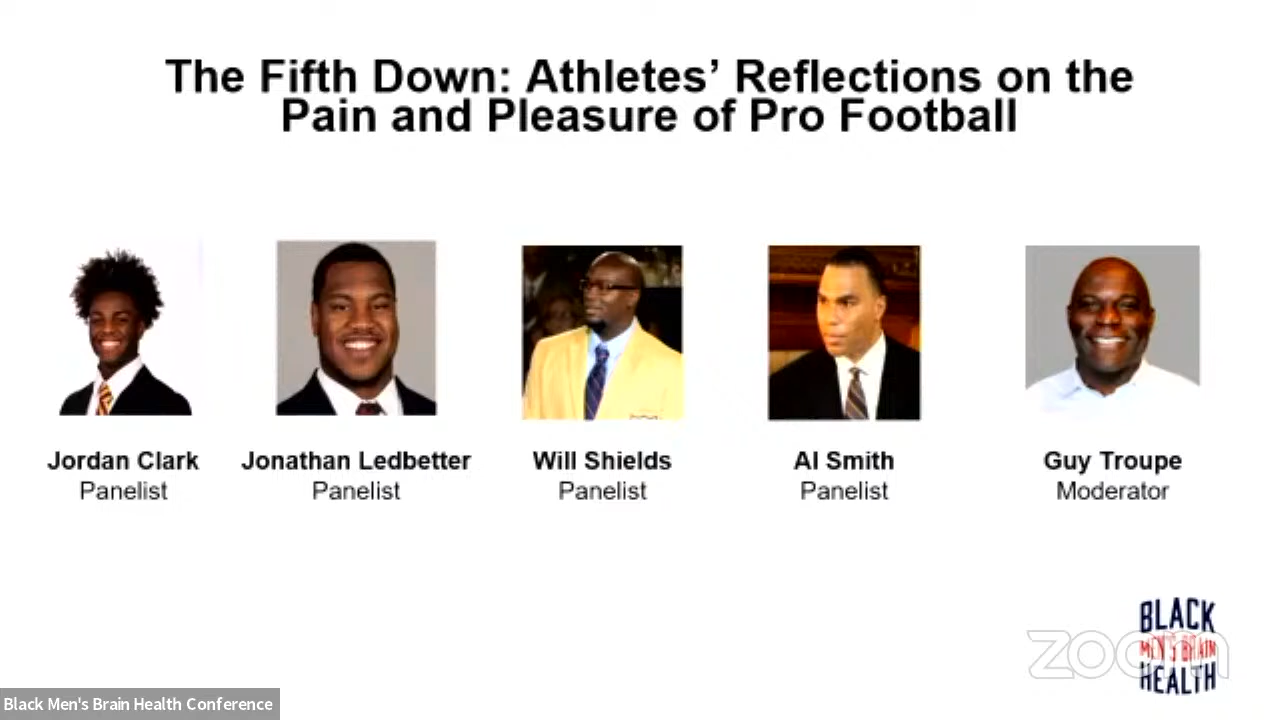 The Fifth Down: Athletes’ Reflections on the
Pain and Pleasure of Pro Football
Jordan Clark
Panelist
Jonathan Ledbetter
Panelist
Will Shields
Panelist
Al Smith
Panelist
Guy Troupe
Moderator
BLACK
MEN'S BRAIN
HEALTH
zoom
Black Men's Brain Health Conference